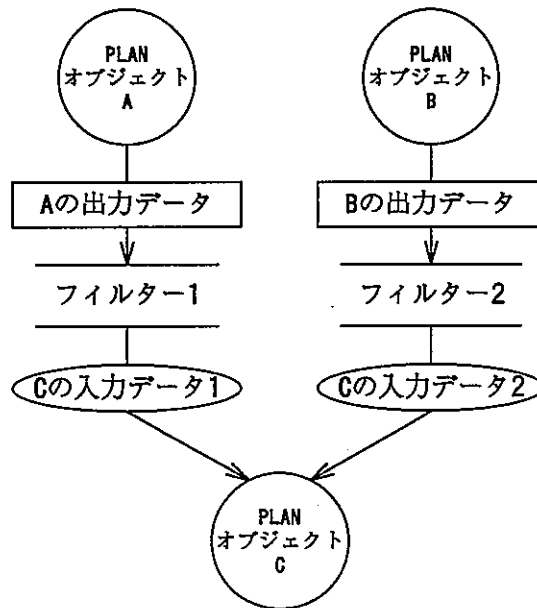 PLAN
オブジェクト
A
PLAN
オブジェクト
B
Aの出力データ
Bの出力データ
フィルター1
フィルター2
Cの入力データ1
Cの入力データ2
PLAN
オブジェクト
C